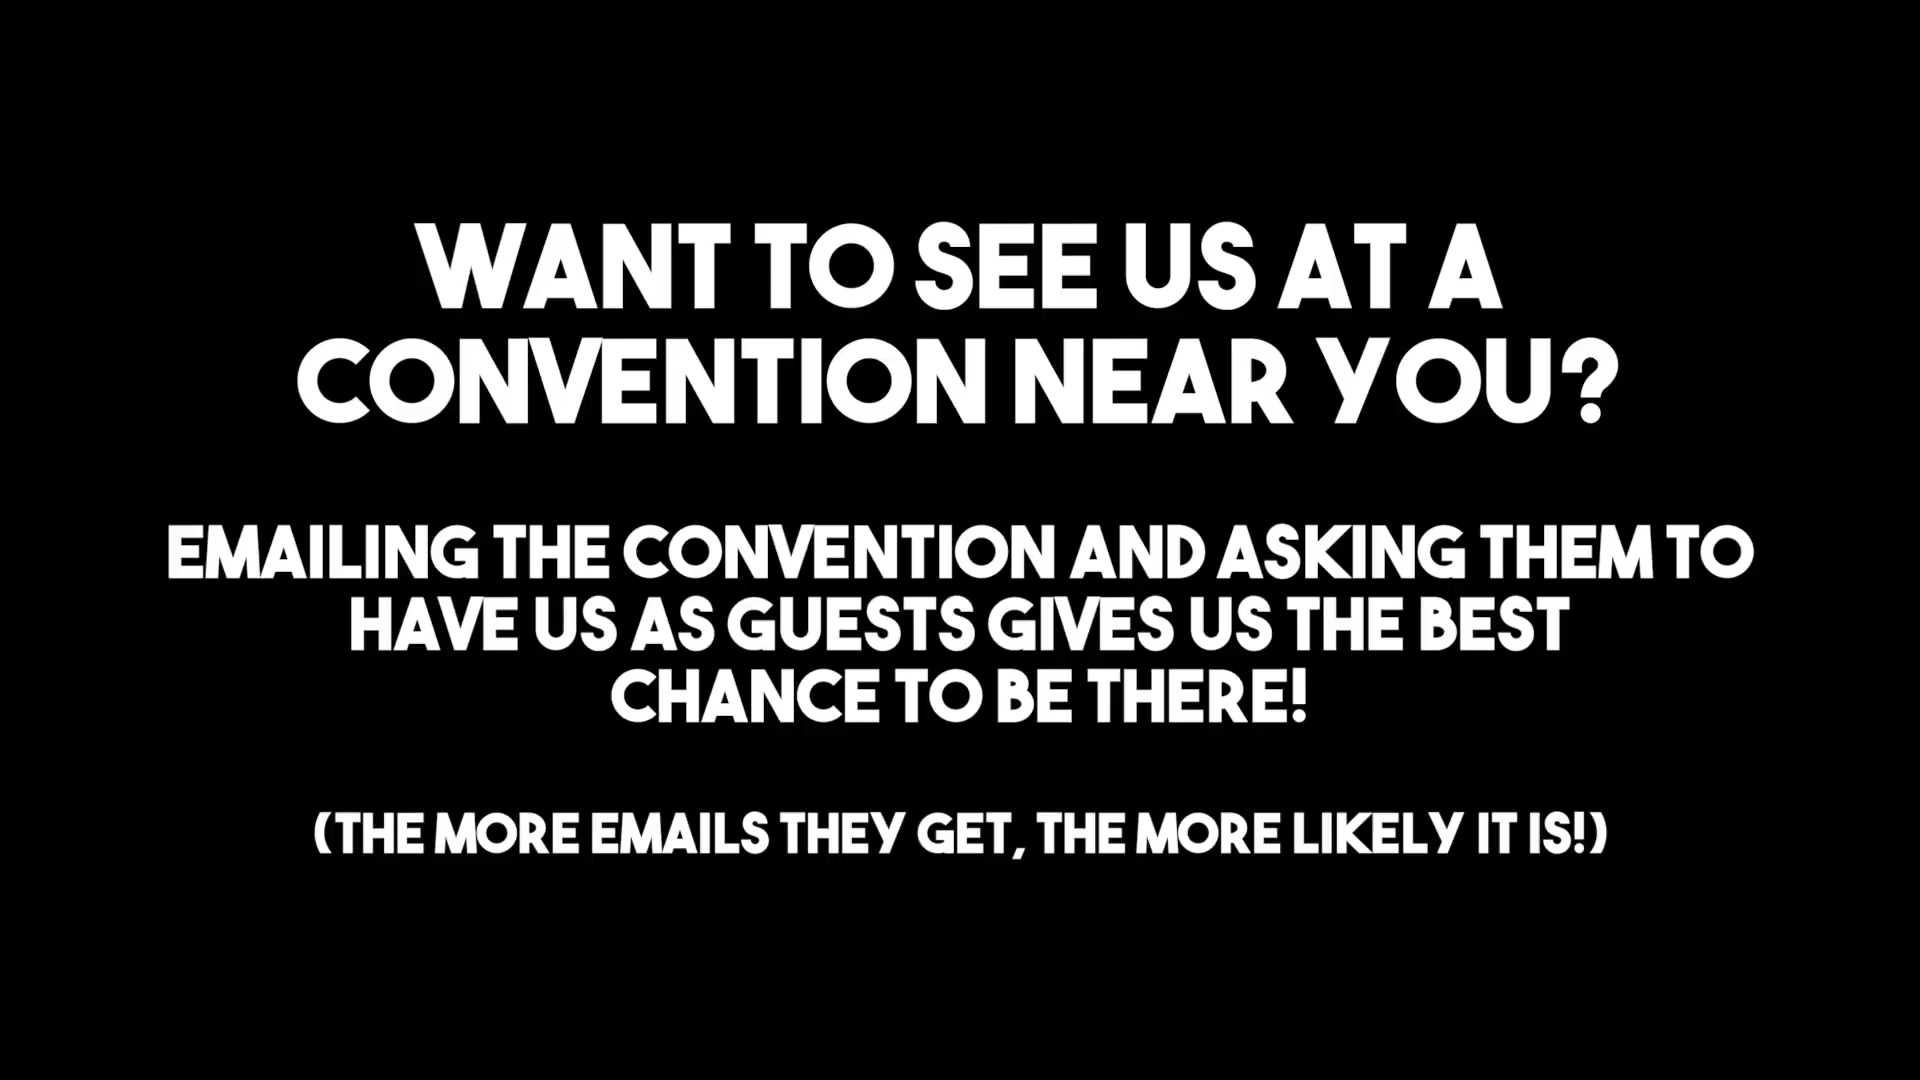 WANT TO SEE US AT A
CONVENTION NEAR YOU?
EMAILING THE CONVENTION AND ASKING THEM TO
HAVE US AS GUESTS GIVES US THE BEST
CHANCE TO BE THERE!
(THE MORE EMAILS THEY GET, THE MORE LIKELY IT IS!)